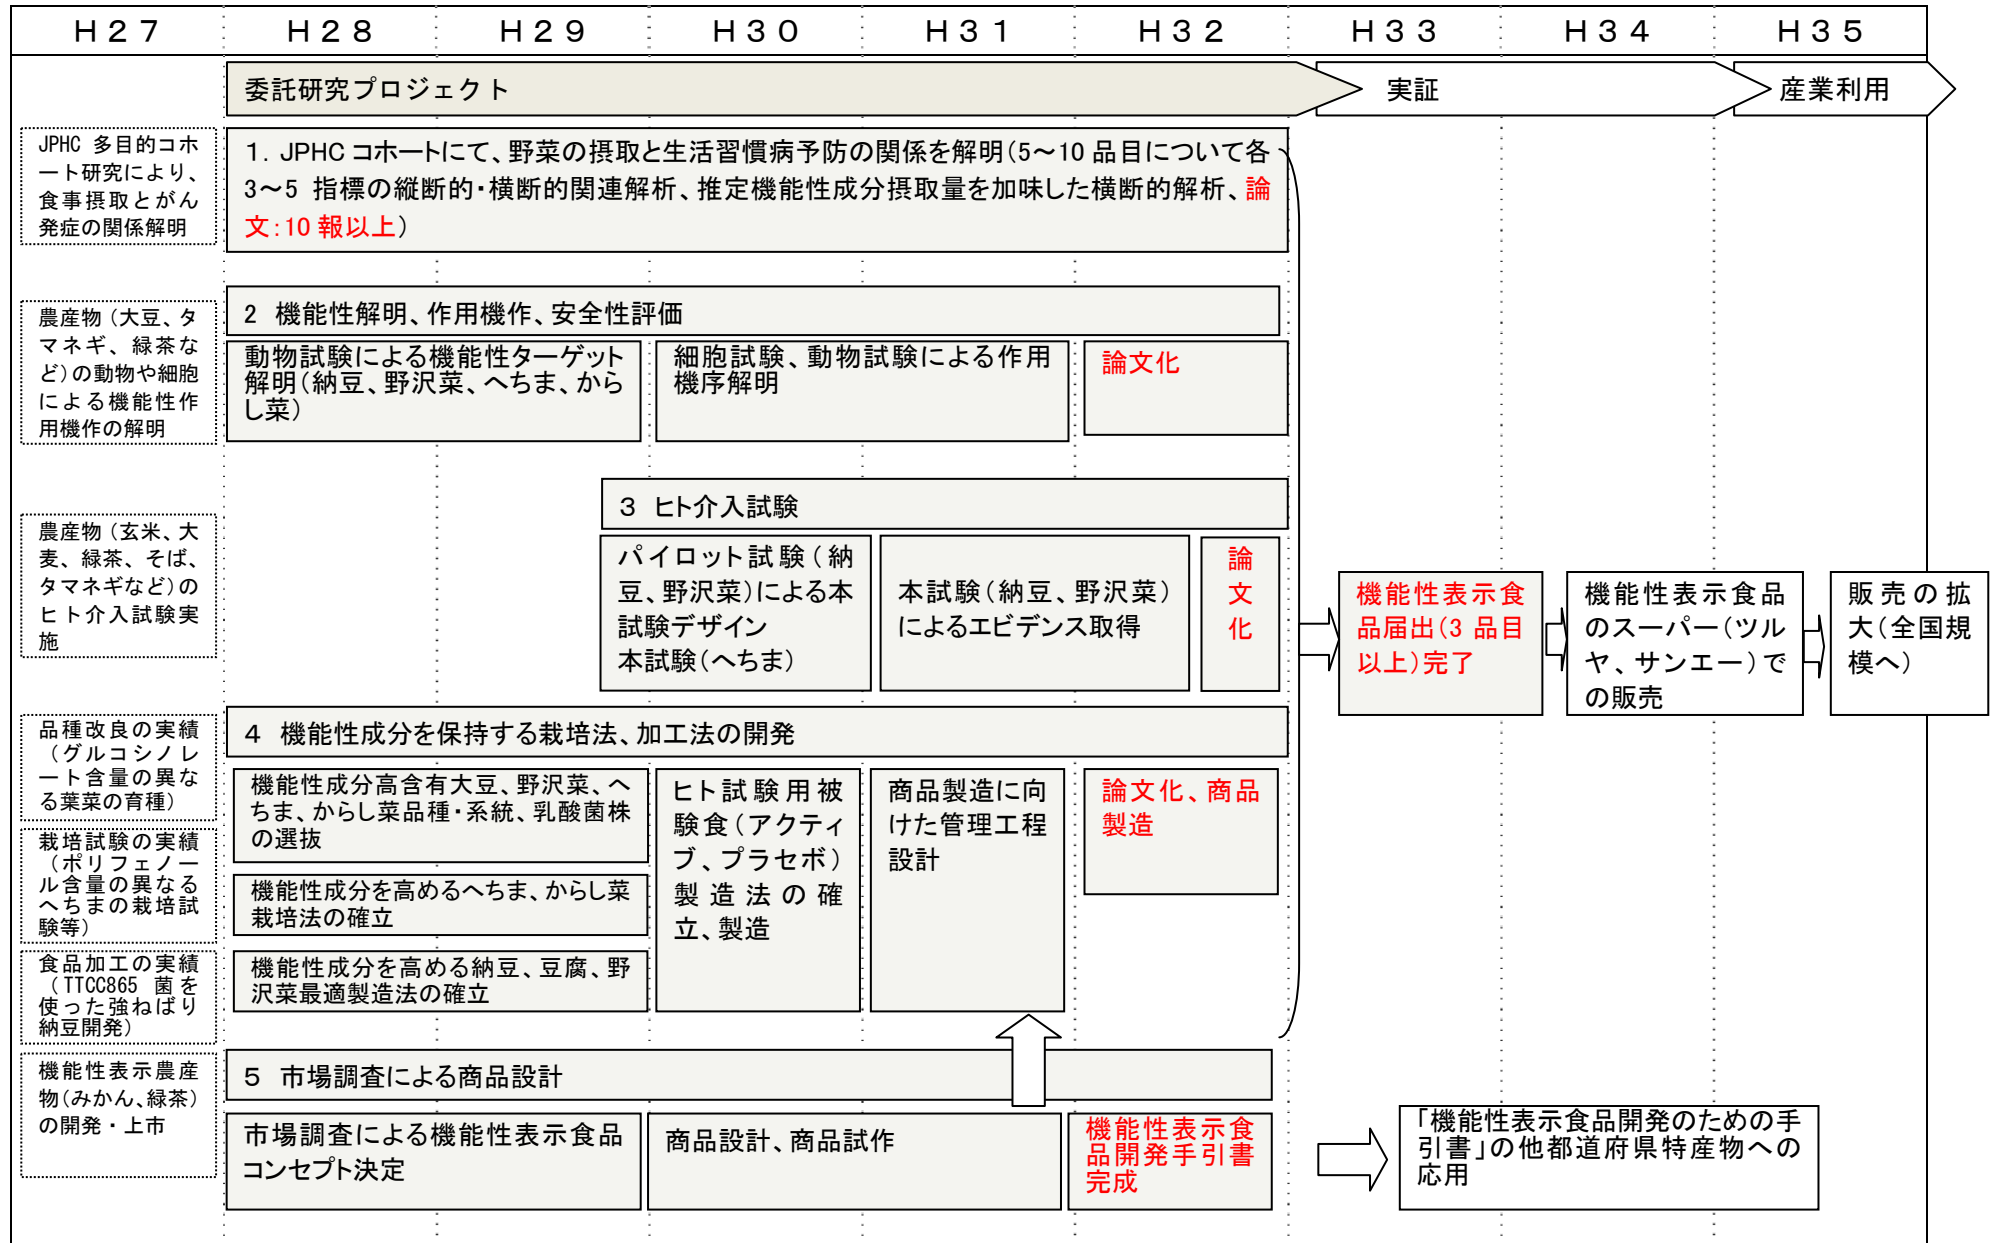 Ｈ２７ Ｈ２８ Ｈ２９ Ｈ３０ Ｈ３１ Ｈ３２ Ｈ３３ Ｈ３４ Ｈ３５
委託研究プロジェクト
実証
産業利用
JPHC 多目的コホ
ート研究により、
食事摂取とがん
発症の関係解明
1．JPHCコホートにて、野菜の摂取と生活習慣病予防の関係を解明（5～10 品目について各
3～5 指標の縦断的・横断的関連解析、推定機能性成分摂取量を加味した横断的解析、論
文：10 報以上）
農産物（大豆、タ
マネギ、緑茶な
ど）の動物や細胞
による機能性作
用機作の解明
2 機能性解明、作用機作、安全性評価
動物試験による機能性ターゲット
解明（納豆、野沢菜、へちま、から
し菜）
細胞試験、動物試験による作用
機序解明
論文化
農産物（玄米、大
麦、緑茶、そば、
タマネギなど）の
ヒト介入試験実
施
３ ヒト介入試験
パイロット試験（納
豆、野沢菜）による本
試験デザイン
本試験（へちま）
本試験（納豆、野沢菜）
によるエビデンス取得
論
文
化
機能性表示食
品届出（3 品目
以上）完了
機能性表示食品
のスーパー（ツル
ヤ、サンエー）で
の販売
販売の拡
大（全国規
模へ）
品種改良の実績
（グルコシノレ
ート含量の異な
る葉菜の育種）
栽培試験の実績
（ポリフェノー
ル含量の異なる
へちまの栽培試
験等）
食品加工の実績
（TTCC865 菌を
使った強ねばり
納豆開発）
４ 機能性成分を保持する栽培法、加工法の開発
機能性成分高含有大豆、野沢菜、へ
ちま、からし菜品種・系統、乳酸菌株
の選抜
機能性成分を高めるへちま、からし菜
栽培法の確立
機能性成分を高める納豆、豆腐、野
沢菜最適製造法の確立
ヒト試験用被
験食（アクティ
ブ、プラセボ）
製造法の確
立、製造
商品製造に向
けた管理工程
設計
論文化、商品
製造
機能性表示農産
物（みかん、緑茶）
の開発・上市
５ 市場調査による商品設計
市場調査による機能性表示食品
コンセプト決定
商品設計、商品試作
機能性表示食
品開発手引書
完成
「機能性表示食品開発のための手
引書」の他都道府県特産物への
応用